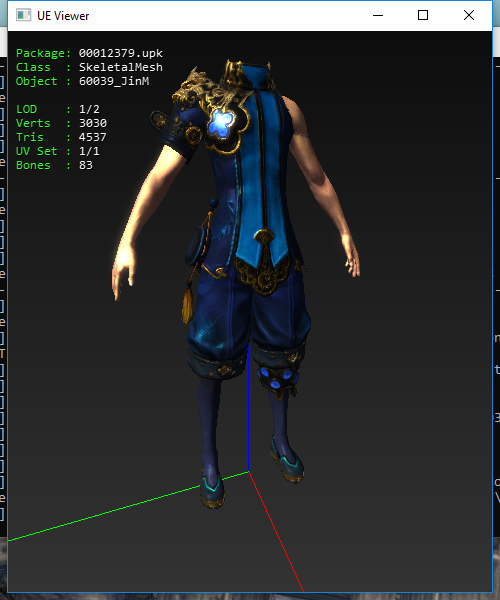 UE Viewer
Package: 00012379.upk
Class : SkeletalMesh
Object : 60039_JinM
LOD : 1/2
Verts : 3030
Tris : 4537
UV Set : 1/1
Bones : 83